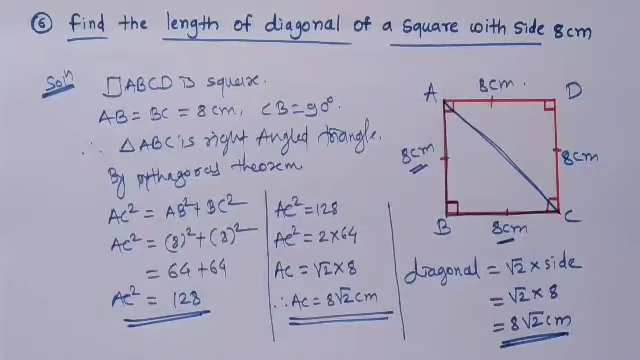 ⑥ find the length of diagonal of a square with side 8cm
Solⁿ □ABCD is square.
AB = BC = 8cm, ∠B = 90°.
∴ △ABC is right Angled triangle.
By pythagoras theorem
AC² = AB² + BC²
AC² = (8)² + (8)²
= 64 + 64
AC² = 128
AC² = 128
AC² = 2 × 64
AC = √2 × 8
∴ AC = 8√2 cm
A
8cm
D
8cm
8cm
B
8cm
C
diagonal = √2 × side
= √2 × 8
= 8√2 cm